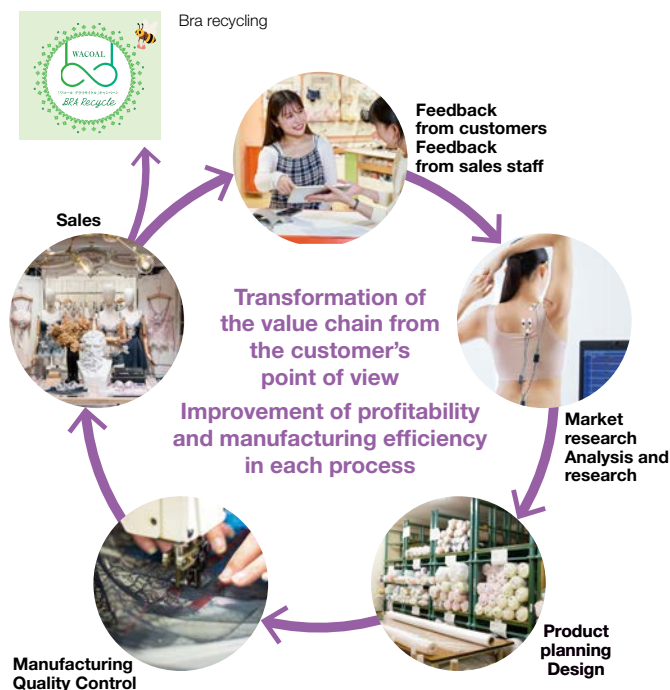 Bra recycling
WACOAL
BRA Recycle
Feedback
from customers
Feedback
from sales staff
Sales
Transformation of
the value chain from
the customer's
point of view
Improvement of profitability
and manufacturing efficiency
in each process
Market
research
Analysis and
research
Product
planning
Design
Manufacturing
Quality Control